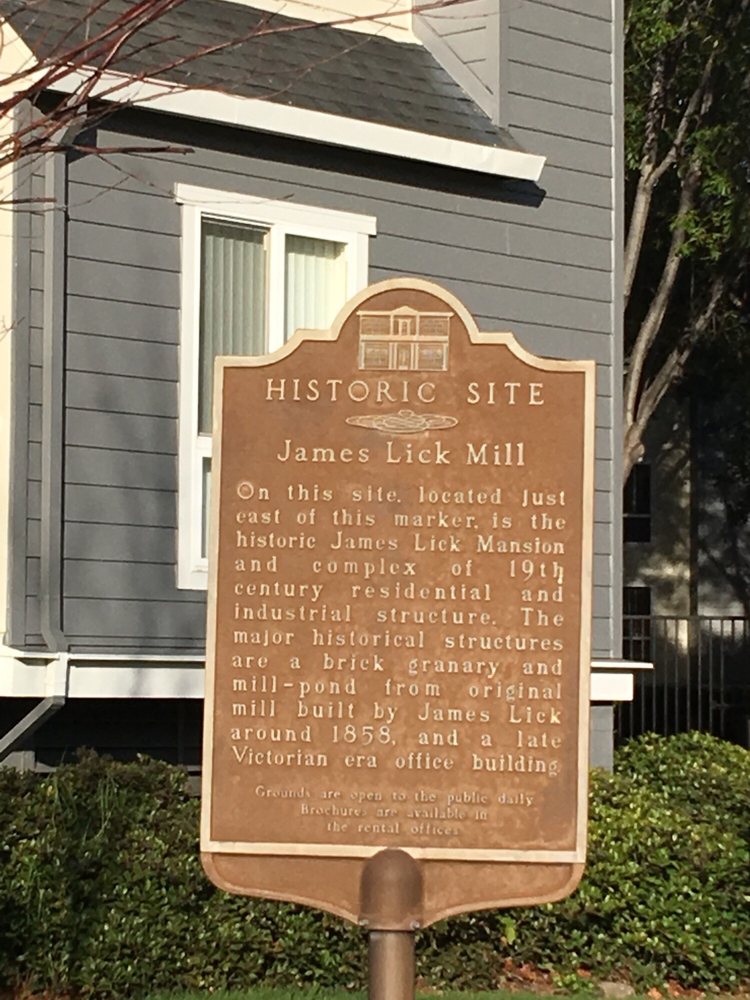 HISTORIC SITE
James Lick Mill
On this site, located just
east of this marker, is the
historic James Lick Mansion
and complex of 19th
century residential and
industrial structure. The
major historical structures
are a brick granary and
mill-pond from original
mill built by James Lick
around 1858, and a late
Victorian era office building
Grounds are open to the public daily
Brochures are available in
the rental offices